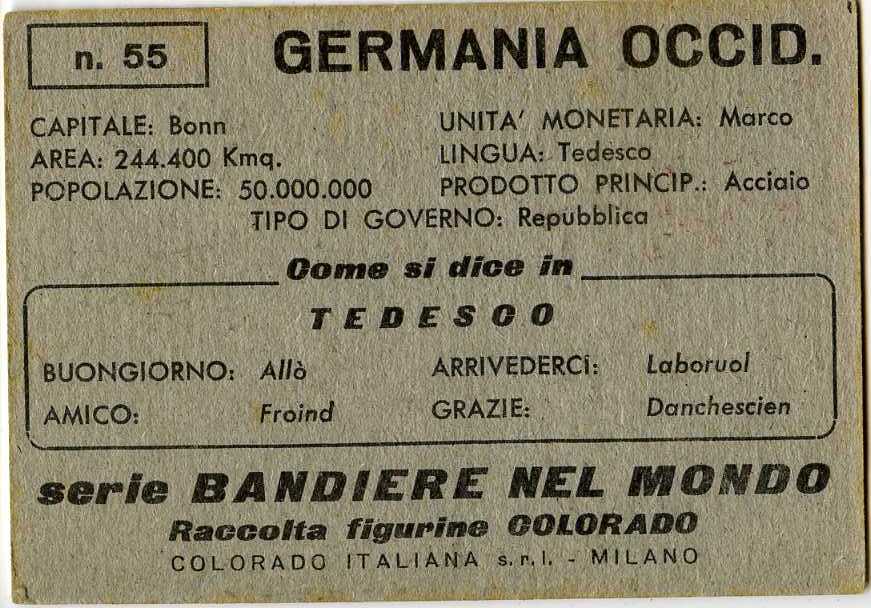 n. 55
GERMANIA OCCID.
CAPITALE: Bonn
UNITA' MONETARIA: Marco
AREA: 244.400 Kmq.
LINGUA: Tedesco
POPOLAZIONE: 50.000.000
PRODOTTO PRINCIP.: Acciaio
TIPO DI GOVERNO: Repubblica
Come si dice in
TEDESCO
BUONGIORNO: Allò
ARRIVEDERCI: Laboruol
AMICO: Froind
GRAZIE: Danchescien
serie BANDIERE NEL MONDO
Raccolta figurine COLORADO
COLORADO ITALIANA s. r. l. - MILANO